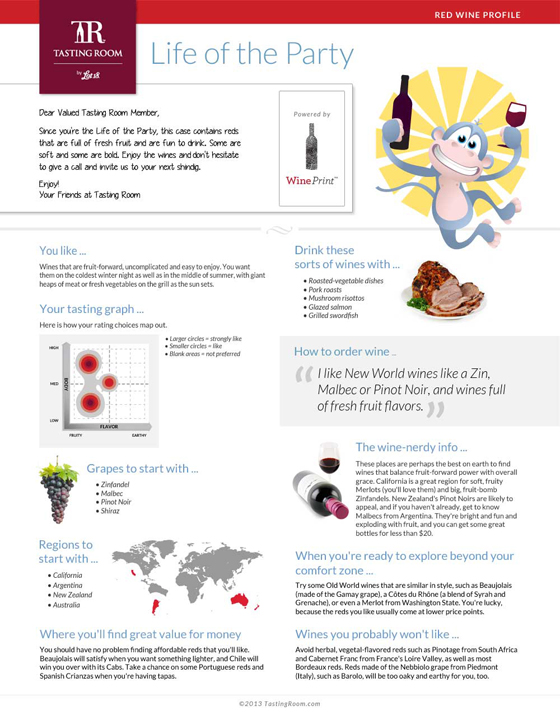 RED WINE PROFILE
TR
TASTING ROOM
by Lot18
Life of the Party
Dear Valued Tasting Room Member,
Since you're the Life of the Party, this case contains reds
that are full of fresh fruit and are fun to drink. Some are
soft and some are bold. Enjoy the wines and don't hesitate
to give a call and invite us to your next shindig.
Enjoy!
Your Friends at Tasting Room
Powered by
WinePrint™
You like ...
Wines that are fruit-forward, uncomplicated and easy to enjoy. You want
them on the coldest winter night as well as in the middle of summer, with giant
heaps of meat or fresh vegetables on the grill as the sun sets.
Your tasting graph ...
Here is how your rating choices map out.
HIGH
MED
LOW
BODY
FLAVOR
FRUITY
EARTHY
• Larger circles = strongly like
• Smaller circles = like
• Blank areas = not preferred
Grapes to start with ...
• Zinfandel
• Malbec
• Pinot Noir
• Shiraz
Regions to
start with ...
• California
• Argentina
• New Zealand
• Australia
Where you'll find great value for money
You should have no problem finding affordable reds that you'll like.
Beaujolais will satisfy when you want something lighter, and Chile will
win you over with its Cabs. Take a chance on some Portuguese reds and
Spanish Crianzas when you're having tapas.
Drink these
sorts of wines with ...
• Roasted-vegetable dishes
• Pork roasts
• Mushroom risottos
• Glazed salmon
• Grilled swordfish
How to order wine ..
“ I like New World wines like a Zin,
Malbec or Pinot Noir, and wines full
of fresh fruit flavors. ”
The wine-nerdy info ...
These places are perhaps the best on earth to find
wines that balance fruit-forward power with overall
grace. California is a great region for soft, fruity
Merlots (you'll love them) and big, fruit-bomb
Zinfandels. New Zealand's Pinot Noirs are likely to
appeal, and if you haven't already, get to know
Malbecs from Argentina. They're bright and fun and
exploding with fruit, and you can get some great
bottles for less than $20.
When you're ready to explore beyond your
comfort zone ...
Try some Old World wines that are similar in style, such as Beaujolais
(made of the Gamay grape), a Côtes du Rhône (a blend of Syrah and
Grenache), or even a Merlot from Washington State. You're lucky,
because the reds you like usually come at lower price points.
Wines you probably won't like ...
Avoid herbal, vegetal-flavored reds such as Pinotage from South Africa
and Cabernet Franc from France's Loire Valley, as well as most
Bordeaux reds. Reds made of the Nebbiolo grape from Piedmont
(Italy), such as Barolo, will be too oaky and earthy for you, too.
©2013 TastingRoom.com